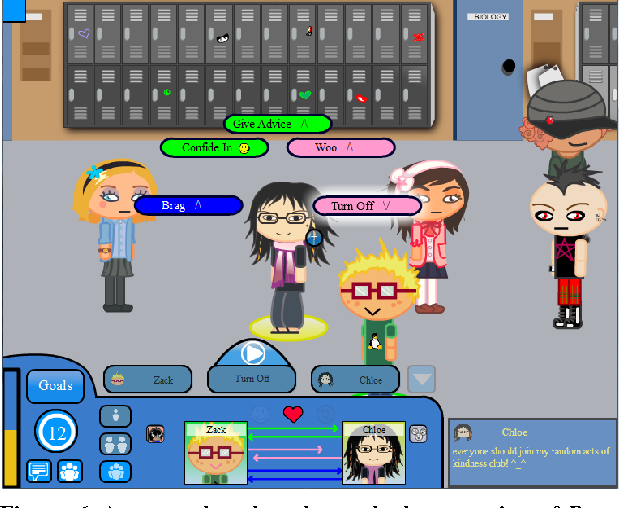 BIOLOGY
Give Advice ^
Confide In
Woo ^
Brag ^
Turn Off v
Zack
Turn Off
Chloe
Goals
12
Zack
Chloe
Chloe
everyone should join my random acts of
kindness club! ^_^